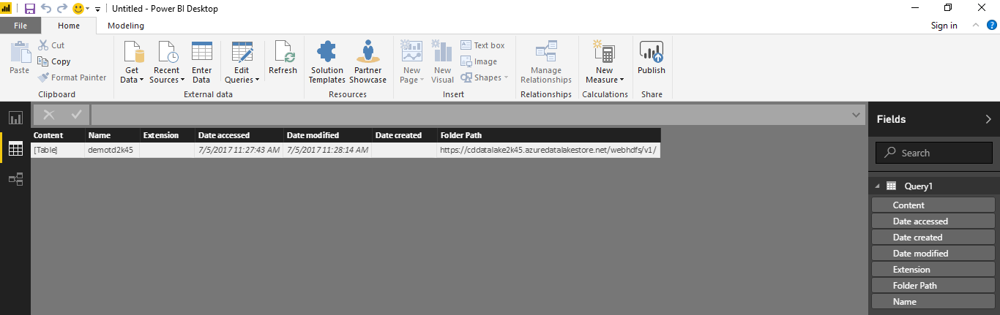 Untitled - Power BI Desktop
File Home Modeling Sign in
Paste Cut Copy Format Painter
Clipboard
Get Data Recent Sources Enter Data Edit Queries Refresh
External data
Solution Templates Partner Showcase
Resources
New Page New Visual Text box Image Shapes
Insert
Manage Relationships
Relationships
New Measure
Calculations
Publish
Share
Content Name Extension Date accessed Date modified Date created Folder Path
[Table] demotd2k45 7/5/2017 11:27:43 AM 7/5/2017 11:28:14 AM https://cddatalake2k45.azuredatalakestore.net/webhdfs/v1/
Fields
Search
Query1
Content
Date accessed
Date created
Date modified
Extension
Folder Path
Name